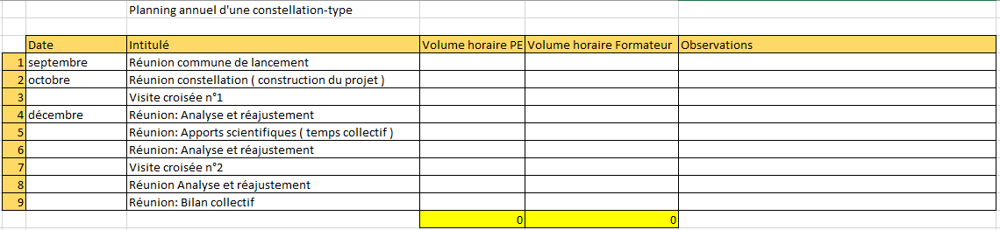 Planning annuel d'une constellation-type
Date Intitulé Volume horaire PE Volume horaire Formateur Observations
1 septembre Réunion commune de lancement
2 octobre Réunion constellation ( construction du projet )
3 Visite croisée n°1
4 décembre Réunion: Analyse et réajustement
5 Réunion: Apports scientifiques ( temps collectif )
6 Réunion: Analyse et réajustement
7 Visite croisée n°2
8 Réunion Analyse et réajustement
9 Réunion: Bilan collectif
0 0